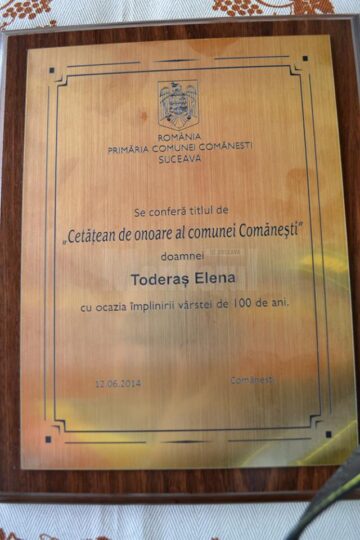 ROMÂNIA
PRIMĂRIA COMUNEI COMĂNEȘTI
SUCEAVA
Se conferă titlul de
„Cetățean de onoare al comunei Comănești”
doamnei
Toderaș Elena
cu ocazia împlinirii vârstei de 100 de ani.
12.06.2014 Comănești